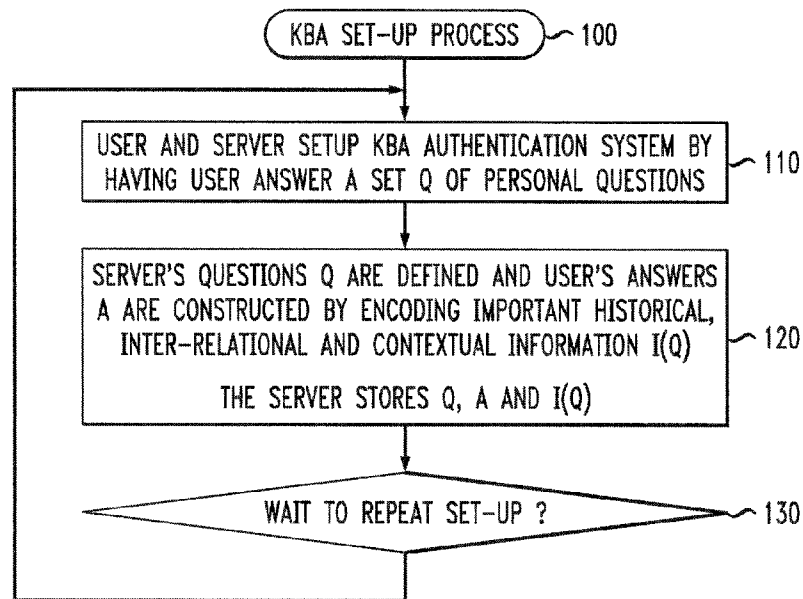 KBA SET-UP PROCESS 100
USER AND SERVER SETUP KBA AUTHENTICATION SYSTEM BY
HAVING USER ANSWER A SET Q OF PERSONAL QUESTIONS
110
SERVER'S QUESTIONS Q ARE DEFINED AND USER'S ANSWERS
A ARE CONSTRUCTED BY ENCODING IMPORTANT HISTORICAL,
INTER-RELATIONAL AND CONTEXTUAL INFORMATION I(Q)
THE SERVER STORES Q, A AND I(Q)
120
WAIT TO REPEAT SET-UP ? 130